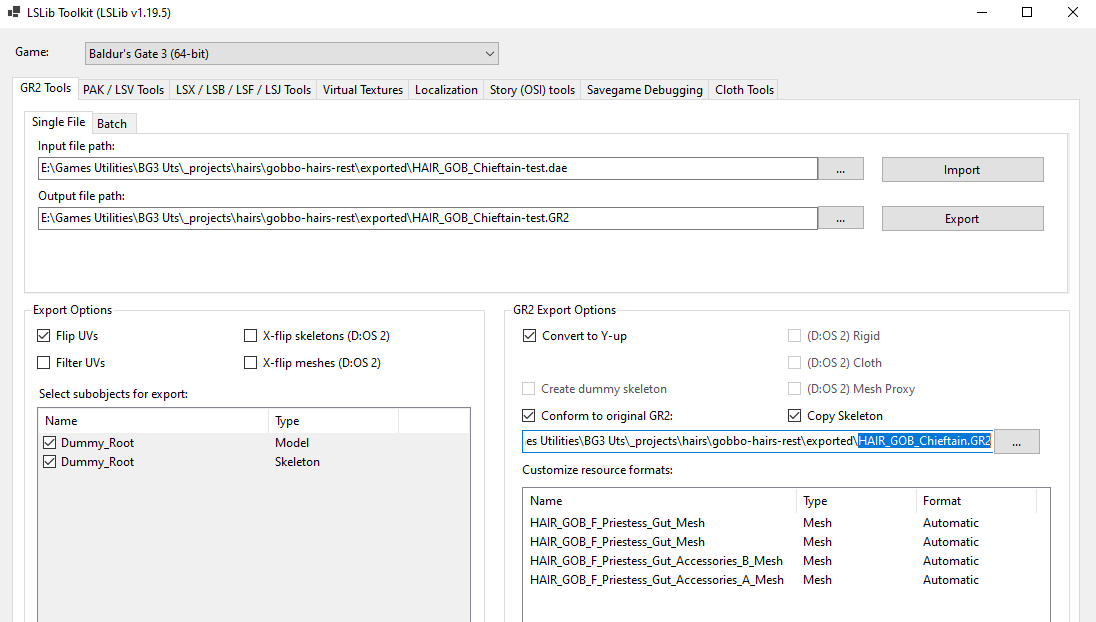 LSLib Toolkit (LSLib v1.19.5)
Game:
Baldur's Gate 3 (64-bit)
GR2 Tools
PAK / LSV Tools
LSX / LSB / LSF / LSJ Tools
Virtual Textures
Localization
Story (OSI) tools
Savegame Debugging
Cloth Tools
Single File
Batch
Input file path:
E:\Games Utilities\BG3 Uts\_projects\hairs\gobbo-hairs-rest\exported\HAIR_GOB_Chieftain-test.dae
...
Import
Output file path:
E:\Games Utilities\BG3 Uts\_projects\hairs\gobbo-hairs-rest\exported\HAIR_GOB_Chieftain-test.GR2
...
Export
Export Options
Flip UVs
X-flip skeletons (D:OS 2)
Filter UVs
X-flip meshes (D:OS 2)
Select subobjects for export:
Name Type
Dummy_Root Model
Dummy_Root Skeleton
GR2 Export Options
Convert to Y-up
(D:OS 2) Rigid
(D:OS 2) Cloth
Create dummy skeleton
(D:OS 2) Mesh Proxy
Conform to original GR2:
Copy Skeleton
es Utilities\BG3 Uts\_projects\hairs\gobbo-hairs-rest\exported\HAIR_GOB_Chieftain.GR2
...
Customize resource formats:
Name Type Format
HAIR_GOB_F_Priestess_Gut_Mesh Mesh Automatic
HAIR_GOB_F_Priestess_Gut_Mesh Mesh Automatic
HAIR_GOB_F_Priestess_Gut_Accessories_B_Mesh Mesh Automatic
HAIR_GOB_F_Priestess_Gut_Accessories_A_Mesh Mesh Automatic